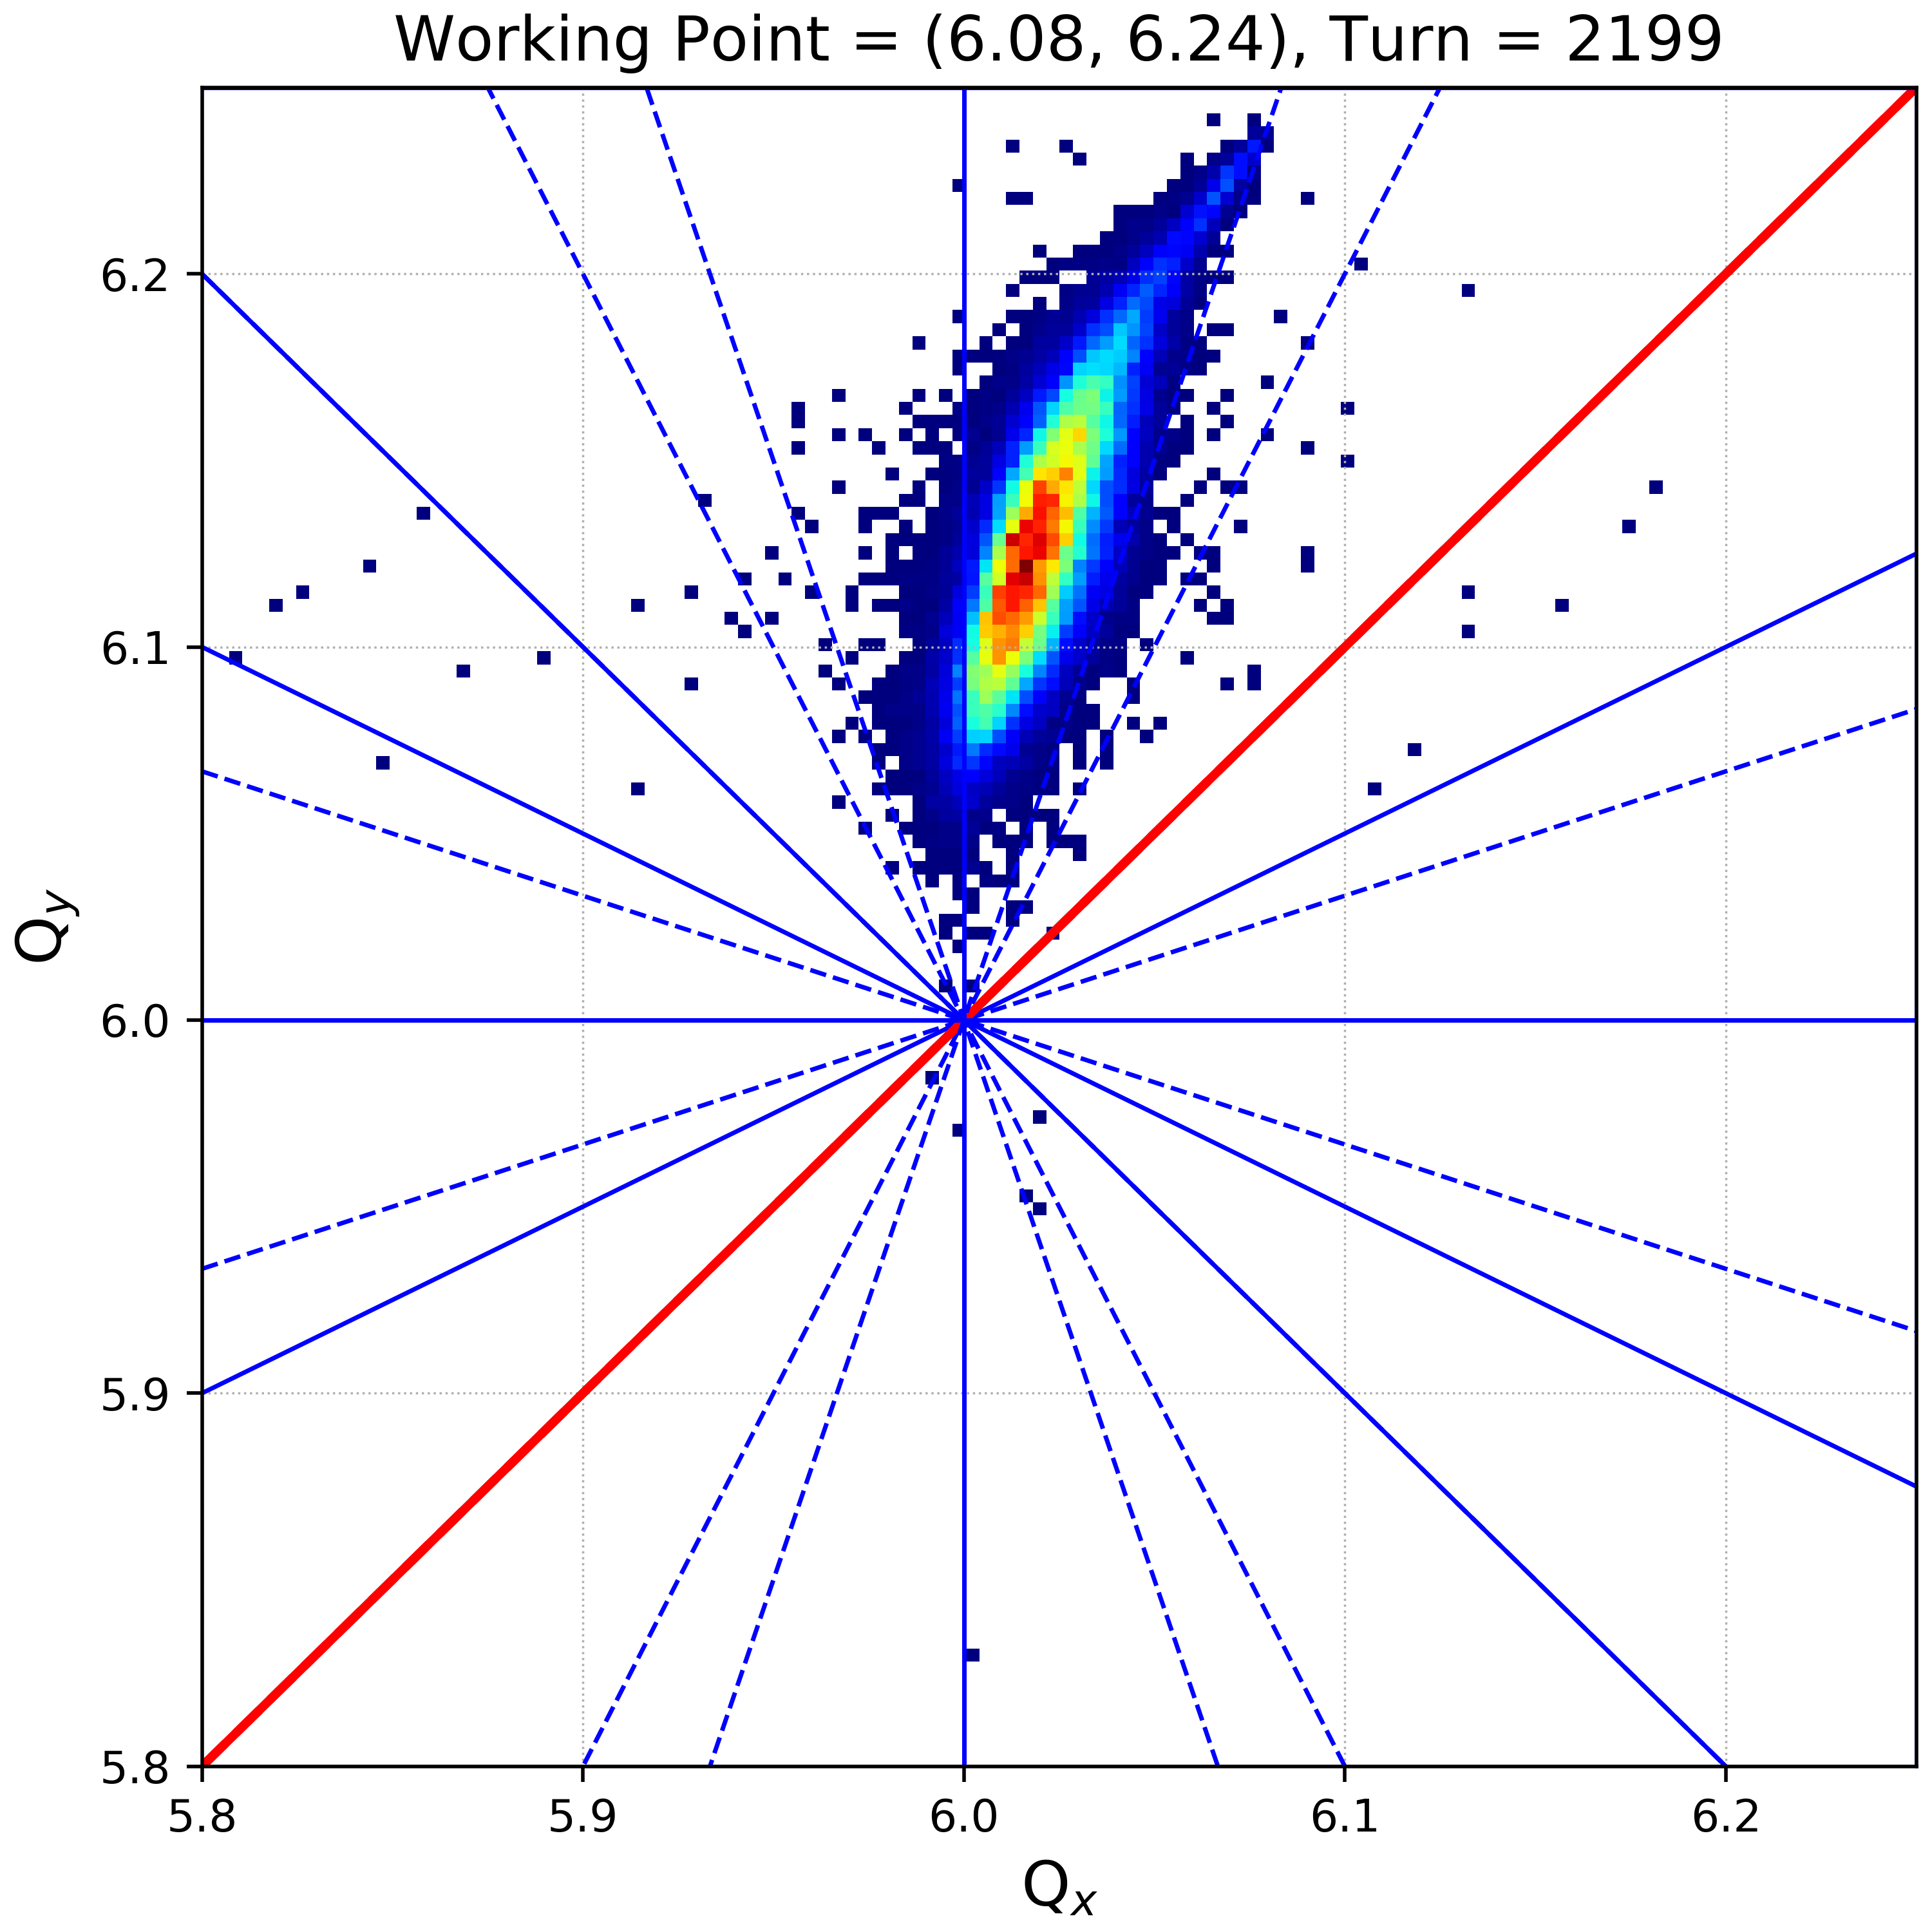 Working Point = (6.08, 6.24), Turn = 2199
6.2
6.1
6.0
5.9
5.8
Qy
5.8 5.9 6.0 6.1 6.2
Qx